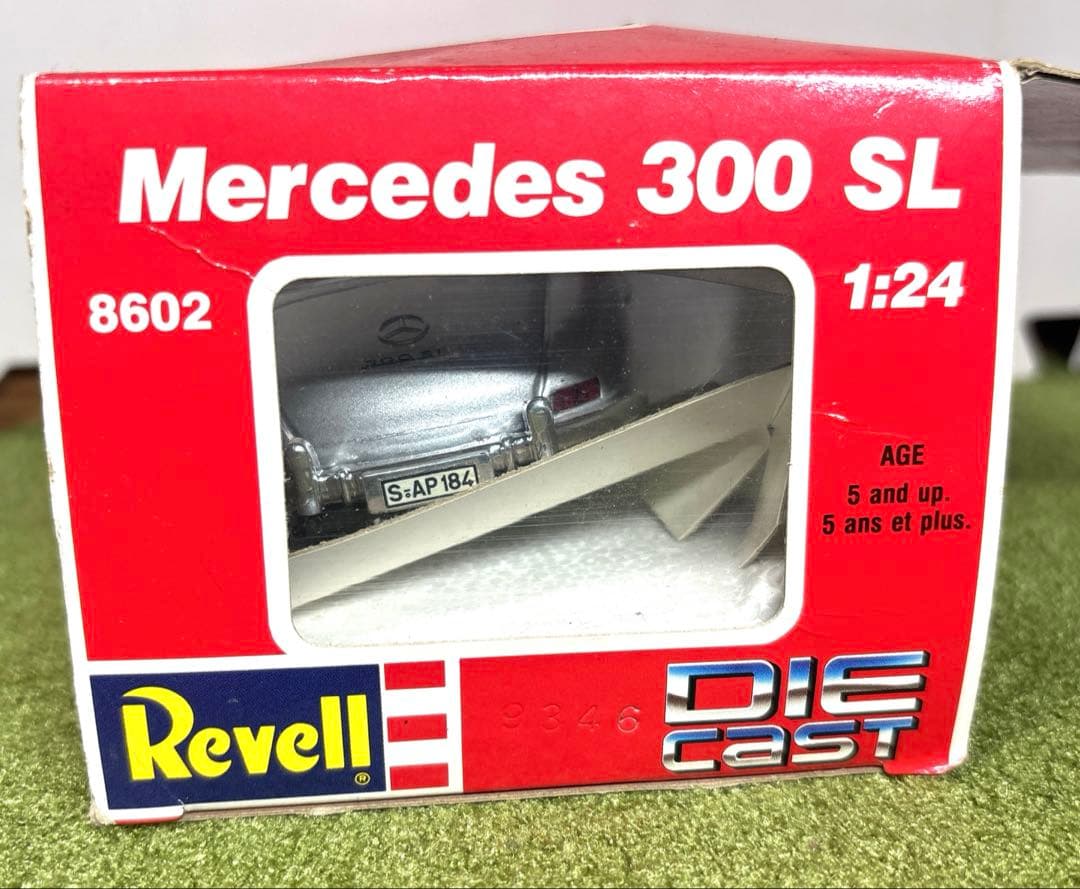 Mercedes 300 SL
8602
1:24
S-AP 184
AGE
5 and up.
5 ans et plus.
Revell®
9346
DIE
CAST